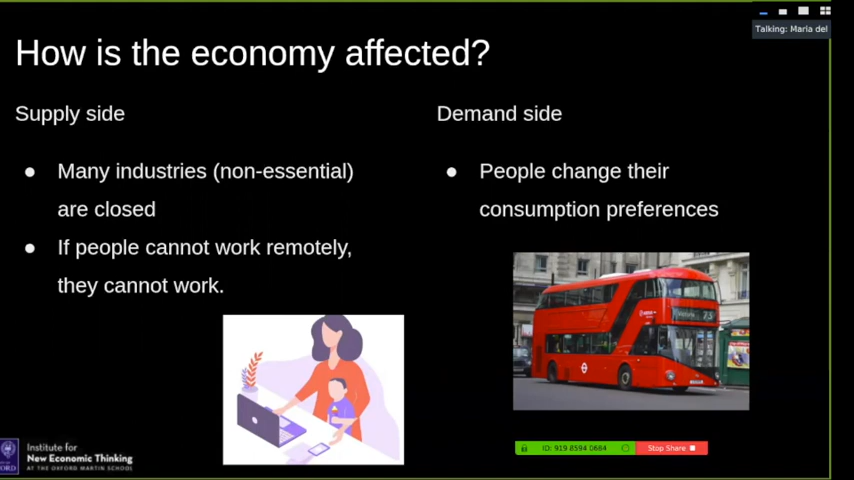 Talking: Maria del
How is the economy affected?
Supply side
● Many industries (non-essential)
are closed
● If people cannot work remotely,
they cannot work.
Demand side
● People change their
consumption preferences
73
ORD
Institute for
New Economic Thinking
AT THE OXFORD MARTIN SCHOOL
ID: 919 8594 0684
Stop Share